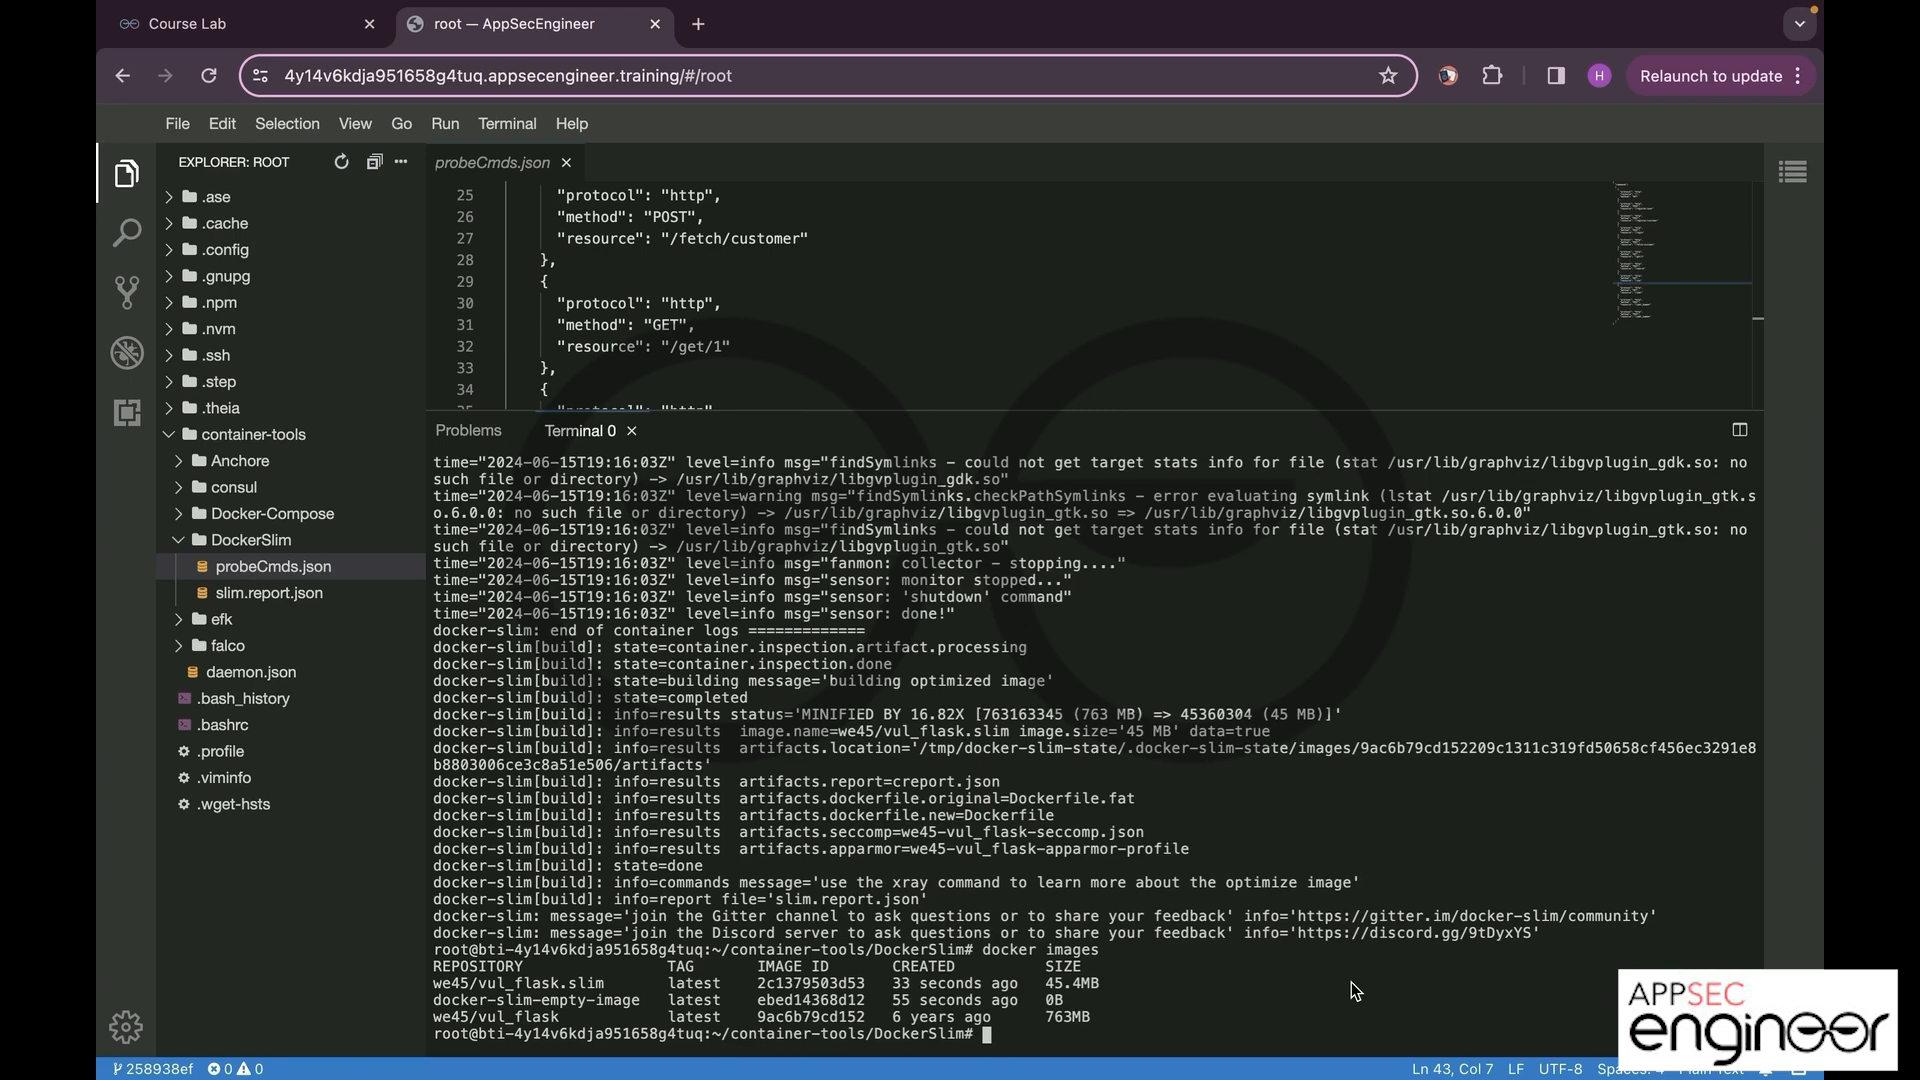 Course Lab
root — AppSecEngineer
4y14v6kdja951658g4tuq.appsecengineer.training/#/root
H
Relaunch to update
File Edit Selection View Go Run Terminal Help
EXPLORER: ROOT
.ase
.cache
.config
.gnupg
.npm
.nvm
.ssh
.step
.theia
container-tools
Anchore
consul
Docker-Compose
DockerSlim
probeCmds.json
slim.report.json
efk
falco
daemon.json
.bash_history
.bashrc
.profile
.viminfo
.wget-hsts
probeCmds.json
25 "protocol": "http",
26 "method": "POST",
27 "resource": "/fetch/customer"
28 },
29 {
30 "protocol": "http",
31 "method": "GET",
32 "resource": "/get/1"
33 },
34 {
Problems Terminal 0
time="2024-06-15T19:16:03Z" level=info msg="findSymlinks - could not get target stats info for file (stat /usr/lib/graphviz/libgvplugin_gdk.so: no
such file or directory) -> /usr/lib/graphviz/libgvplugin_gdk.so"
time="2024-06-15T19:16:03Z" level=warning msg="findSymlinks.checkPathSymlinks - error evaluating symlink (lstat /usr/lib/graphviz/libgvplugin_gtk.s
o.6.0.0: no such file or directory) -> /usr/lib/graphviz/libgvplugin_gtk.so => /usr/lib/graphviz/libgvplugin_gtk.so.6.0.0"
time="2024-06-15T19:16:03Z" level=info msg="findSymlinks - could not get target stats info for file (stat /usr/lib/graphviz/libgvplugin_gtk.so: no
such file or directory) -> /usr/lib/graphviz/libgvplugin_gtk.so"
time="2024-06-15T19:16:03Z" level=info msg="fanmon: collector - stopping...."
time="2024-06-15T19:16:03Z" level=info msg="sensor: monitor stopped..."
time="2024-06-15T19:16:03Z" level=info msg="sensor: 'shutdown' command"
time="2024-06-15T19:16:03Z" level=info msg="sensor: done!"
docker-slim: end of container logs =============
docker-slim[build]: state=container.inspection.artifact.processing
docker-slim[build]: state=container.inspection.done
docker-slim[build]: state=building message='building optimized image'
docker-slim[build]: state=completed
docker-slim[build]: info=results status='MINIFIED BY 16.82X [763163345 (763 MB) => 45360304 (45 MB)]'
docker-slim[build]: info=results  image.name=we45/vul_flask.slim image.size='45 MB' data=true
docker-slim[build]: info=results  artifacts.location='/tmp/docker-slim-state/.docker-slim-state/images/9ac6b79cd152209c1311c319fd50658cf456ec3291e8
b8803006ce3c8a51e506/artifacts'
docker-slim[build]: info=results  artifacts.report=creport.json
docker-slim[build]: info=results  artifacts.dockerfile.original=Dockerfile.fat
docker-slim[build]: info=results  artifacts.dockerfile.new=Dockerfile
docker-slim[build]: info=results  artifacts.seccomp=we45-vul_flask-seccomp.json
docker-slim[build]: info=results  artifacts.apparmor=we45-vul_flask-apparmor-profile
docker-slim[build]: state=done
docker-slim[build]: info=commands message='use the xray command to learn more about the optimize image'
docker-slim[build]: info=report file='slim.report.json'
docker-slim: message='join the Gitter channel to ask questions or to share your feedback' info='https://gitter.im/docker-slim/community'
docker-slim: message='join the Discord server to ask questions or to share your feedback' info='https://discord.gg/9tDyxYS'
root@bti-4y14v6kdja951658g4tuq:~/container-tools/DockerSlim# docker images
REPOSITORY TAG IMAGE ID CREATED SIZE
we45/vul_flask.slim latest 2c1379503d53 33 seconds ago 45.4MB
docker-slim-empty-image latest ebed14368d12 55 seconds ago 0B
we45/vul_flask latest 9ac6b79cd152 6 years ago 763MB
root@bti-4y14v6kdja951658g4tuq:~/container-tools/DockerSlim#
258938ef 0 0
Ln 43, Col 7 LF UTF-8
APPSEC
engineer